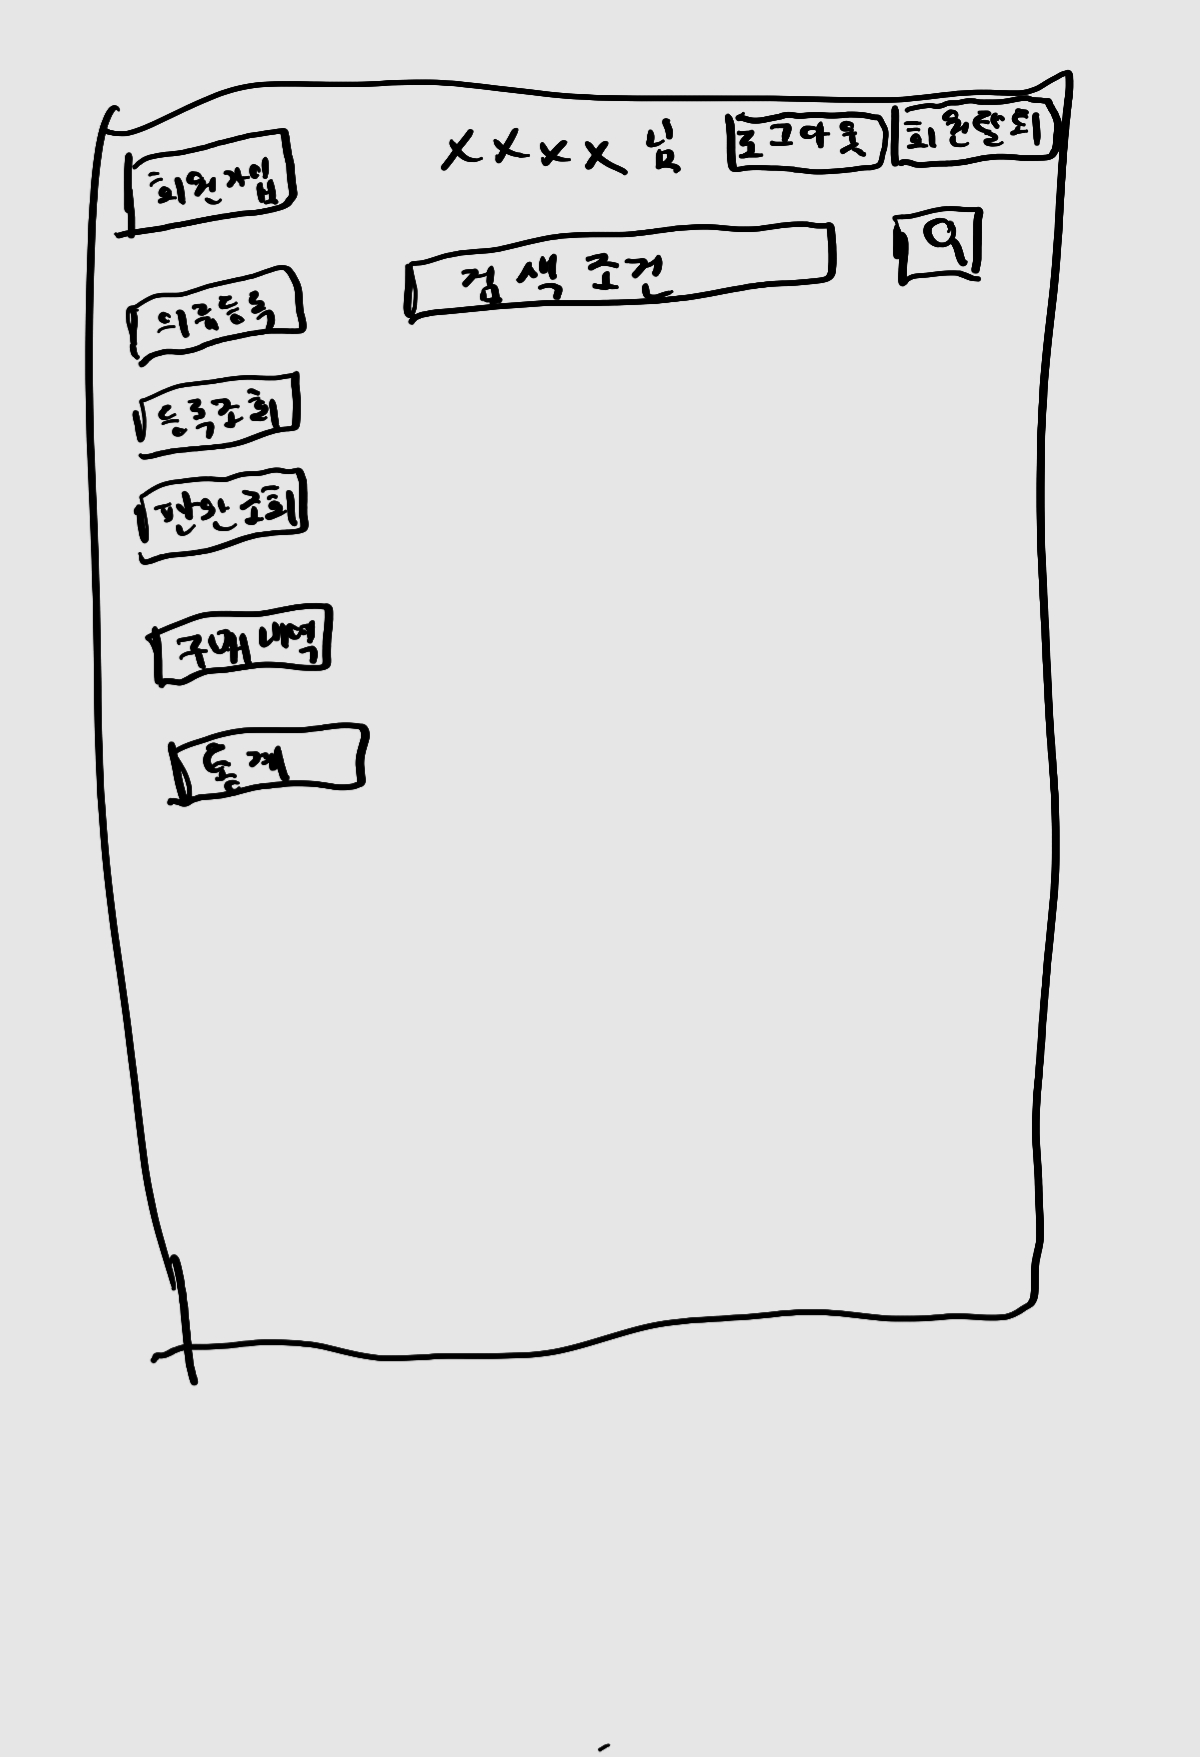 회원가입
XXXX 님
로그아웃
회원탈퇴
검색 조건
의류등록
등록조회
판완조회
구매 내역
통계